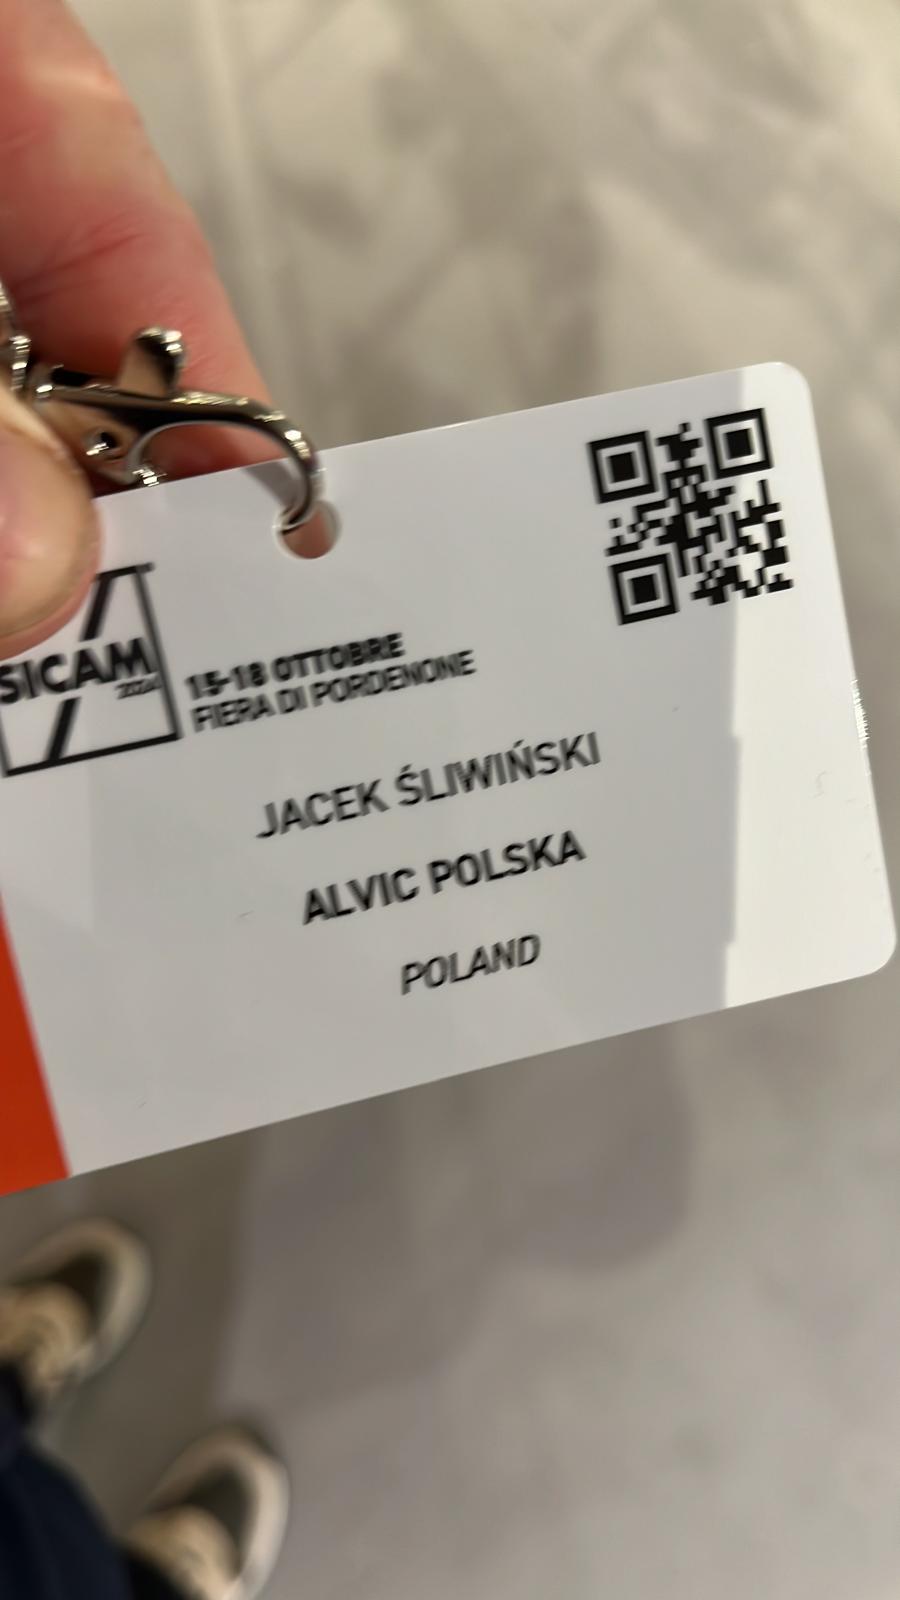 SICAM
2024
15-18 OTTOBRE
FIERA DI PORDENONE
JACEK ŚLIWIŃSKI
ALVIC POLSKA
POLAND